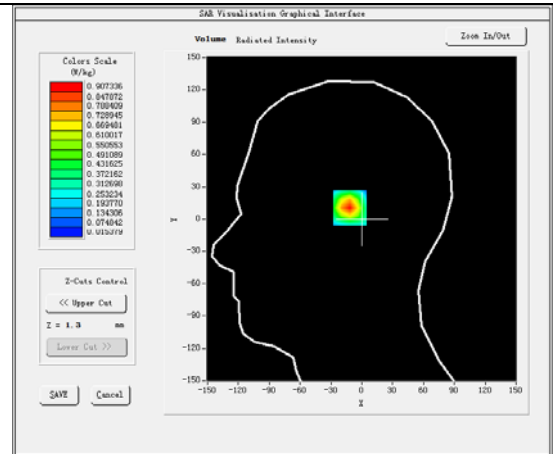 SAR Visualisation Graphical Interface
Volume Radiated Intensity
Zoom In/Out
Colors Scale
(W/kg)
0.907336
0.847872
0.788409
0.728945
0.669481
0.610017
0.550553
0.491089
0.431625
0.372162
0.312698
0.253234
0.193770
0.134306
0.074842
0.015379
Z-Cuts Control
<< Upper Cut
Z = 1.3 mm
Lower Cut >>
SAVE
Cancel
150
120
90
60
30
0
-30
-60
-90
-120
-150
Y
-150 -120 -90 -60 -30 0 30 60 90 120 150
X